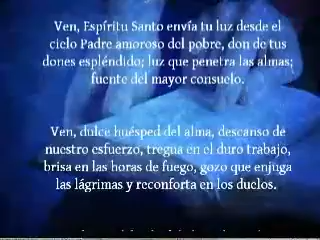 Ven, Espíritu Santo envía tu luz desde el
cielo Padre amoroso del pobre, don de tus
dones espléndido; luz que penetra las almas;
fuente del mayor consuelo.
Ven, dulce huésped del alma, descanso de
nuestro esfuerzo, tregua en el duro trabajo,
brisa en las horas de fuego, gozo que enjuga
las lágrimas y reconforta en los duelos.